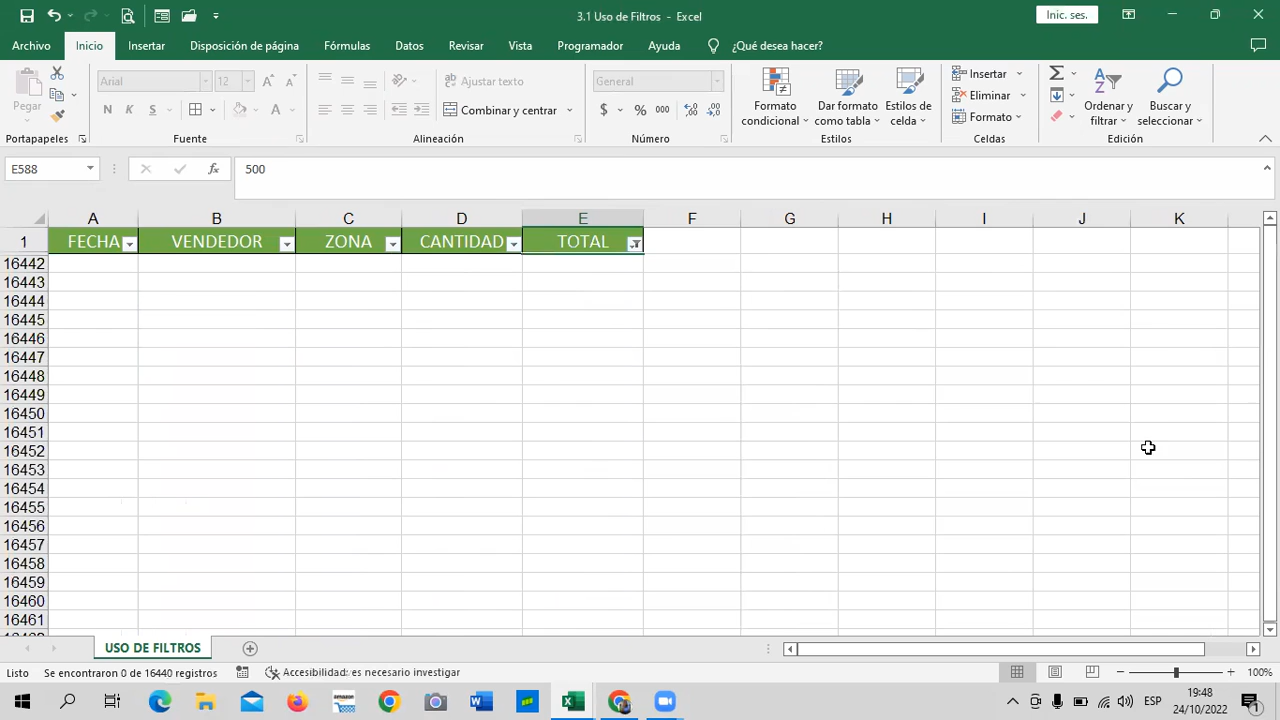 3.1 Uso de Filtros - Excel
Inic. ses.
Archivo Inicio Insertar Disposición de página Fórmulas Datos Revisar Vista Programador Ayuda ¿Qué desea hacer?
Pegar
Arial 12
N K S
Ajustar texto
Combinar y centrar
General
$ % 000
Formato condicional
Dar formato como tabla
Estilos de celda
Insertar
Eliminar
Formato
Ordenar y filtrar
Buscar y seleccionar
Portapapeles Fuente Alineación Número Estilos Celdas Edición
E588 fx 500
A B C D E F G H I J K
1 FECHA VENDEDOR ZONA CANTIDAD TOTAL
16442
16443
16444
16445
16446
16447
16448
16449
16450
16451
16452
16453
16454
16455
16456
16457
16458
16459
16460
16461
USO DE FILTROS
Listo Se encontraron 0 de 16440 registros Accesibilidad: es necesario investigar 100%
ESP 19:48
24/10/2022